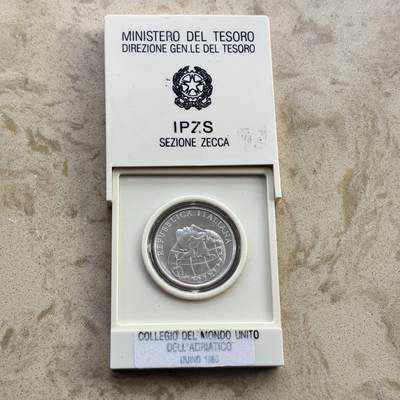 MINISTERO DEL TESORO
DIREZIONE GEN.LE DEL TESORO
IPZS
SEZIONE ZECCA
REPUBBLICA ITALIANA
COLLEGIO DEL MONDO UNITO
DELL'ADRIATICO
DUINO